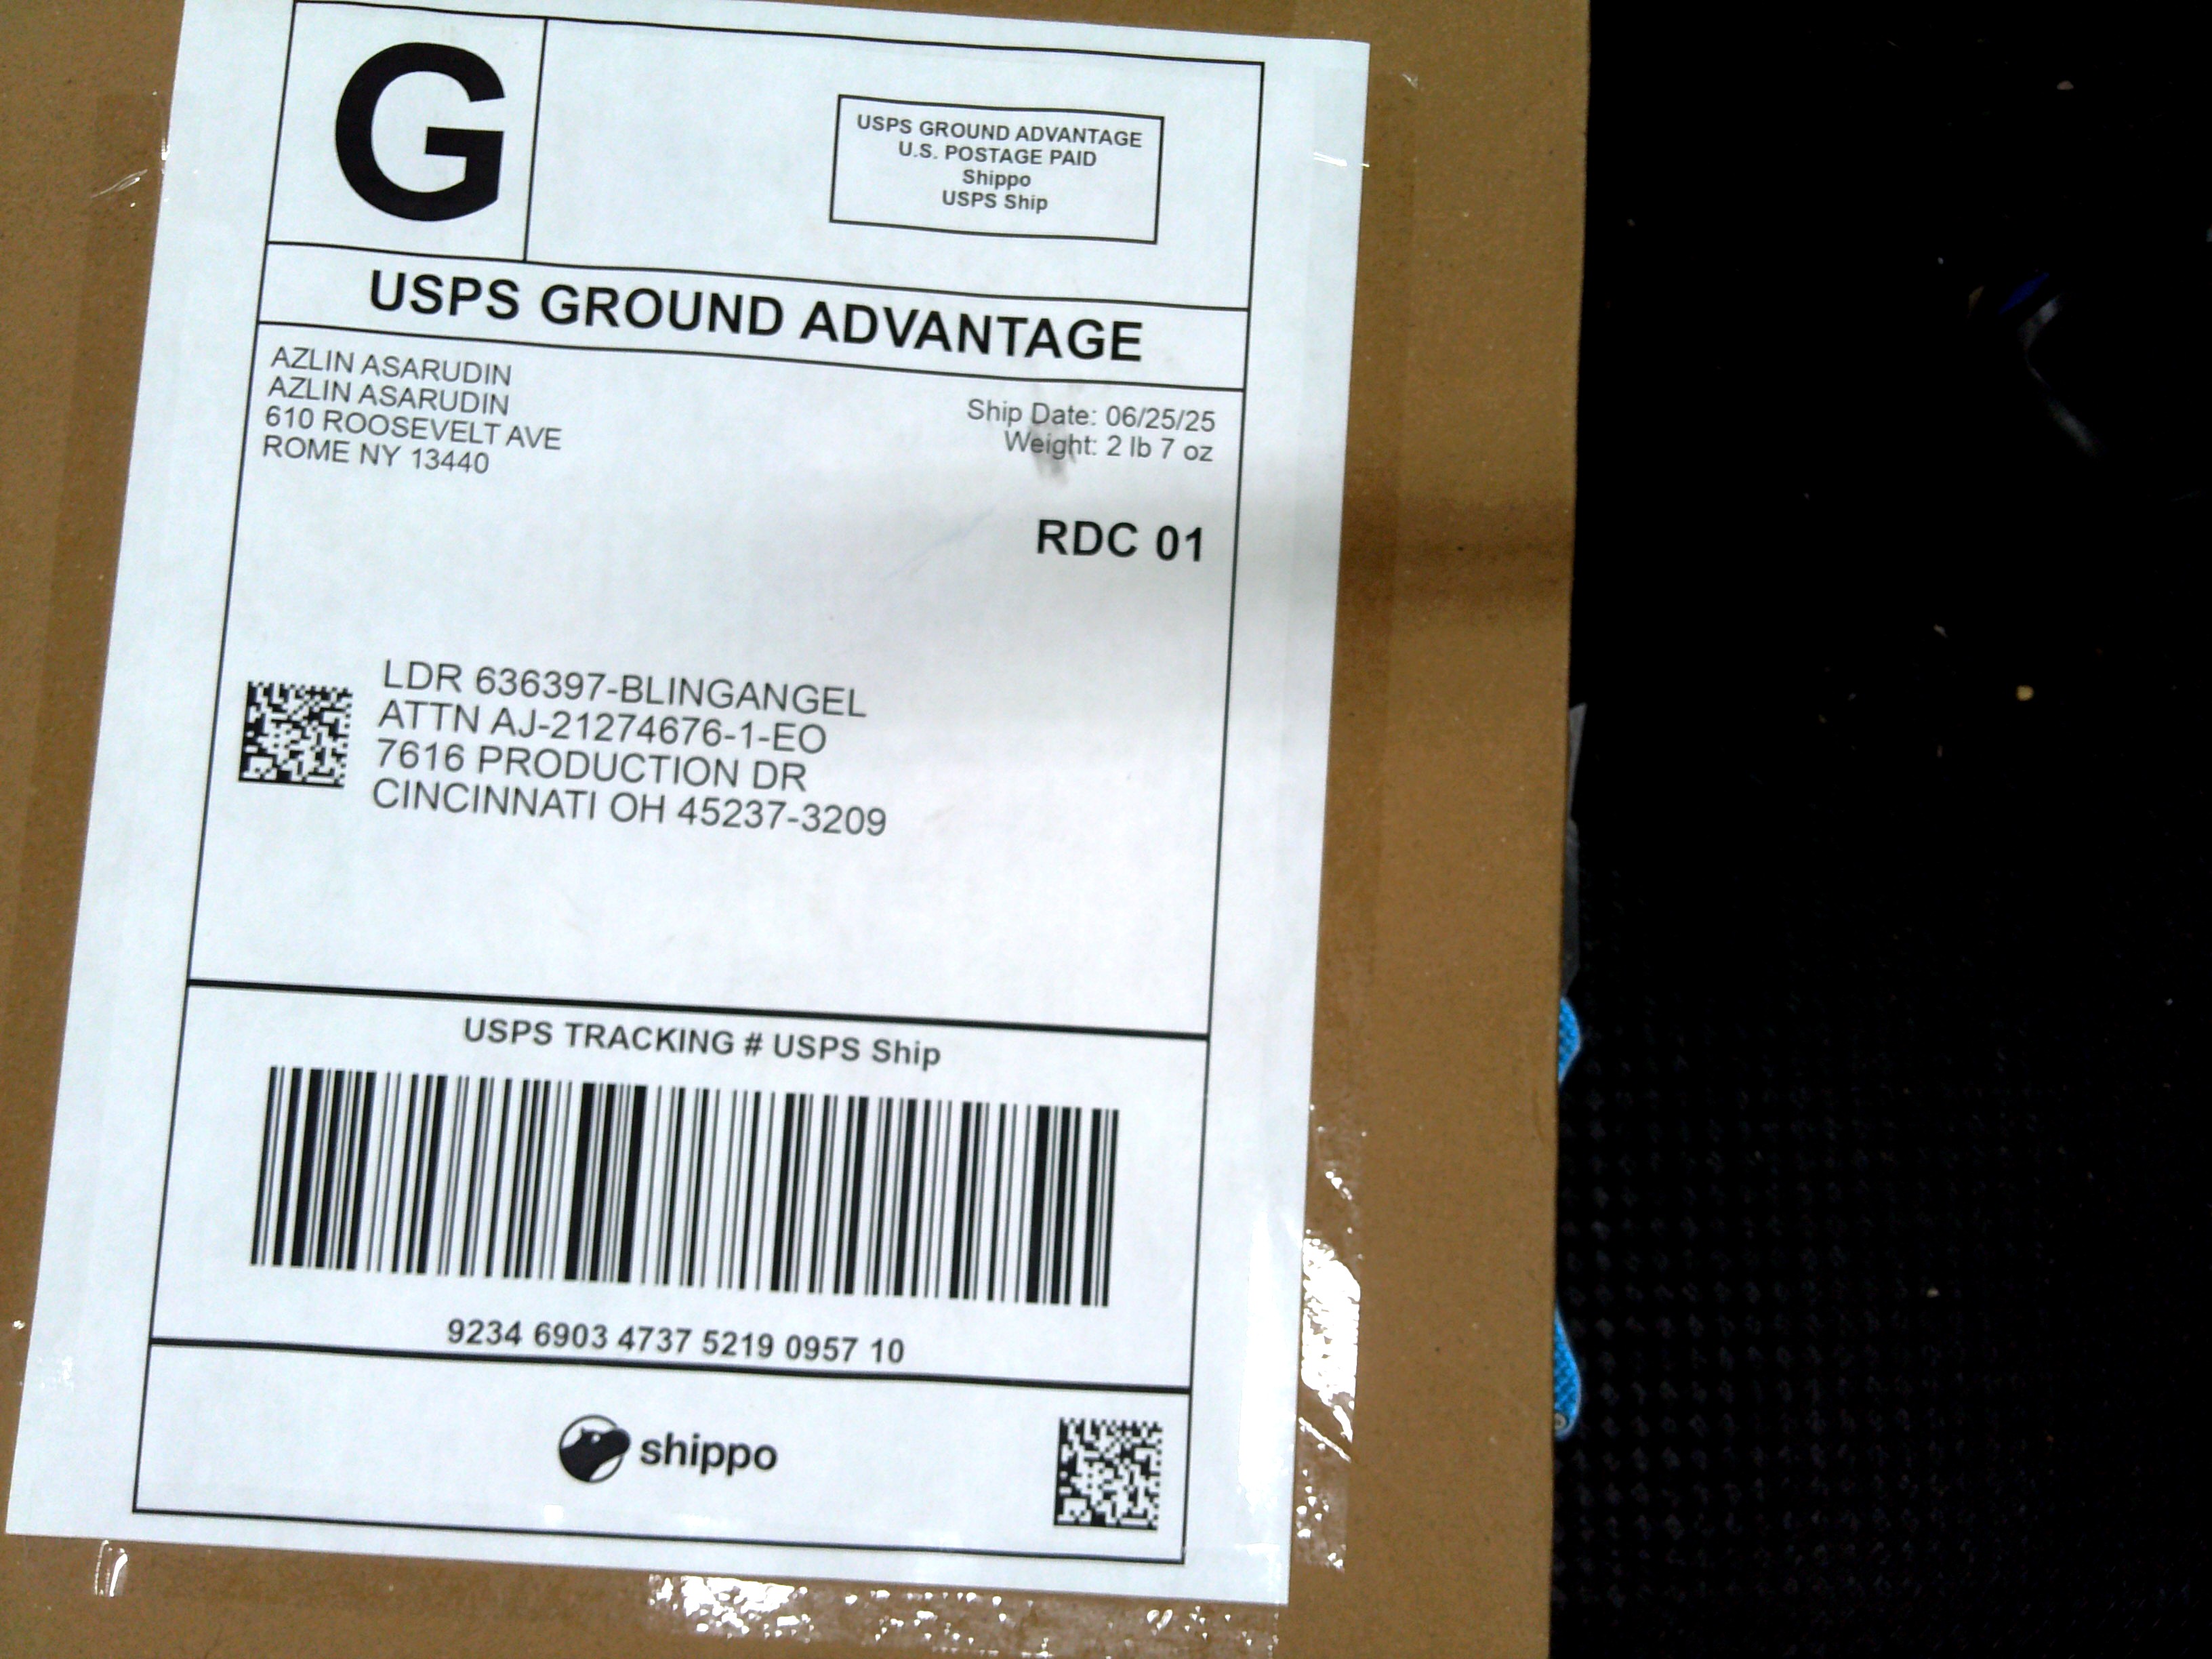 G
USPS GROUND ADVANTAGE
U.S. POSTAGE PAID
Shippo
USPS Ship
USPS GROUND ADVANTAGE
AZLIN ASARUDIN
AZLIN ASARUDIN
610 ROOSEVELT AVE
ROME NY 13440
Ship Date: 06/25/25
Weight: 2 lb 7 oz
RDC 01
LDR 636397-BLINGANGEL
ATTN AJ-21274676-1-EO
7616 PRODUCTION DR
CINCINNATI OH 45237-3209
USPS TRACKING # USPS Ship
9234 6903 4737 5219 0957 10
shippo